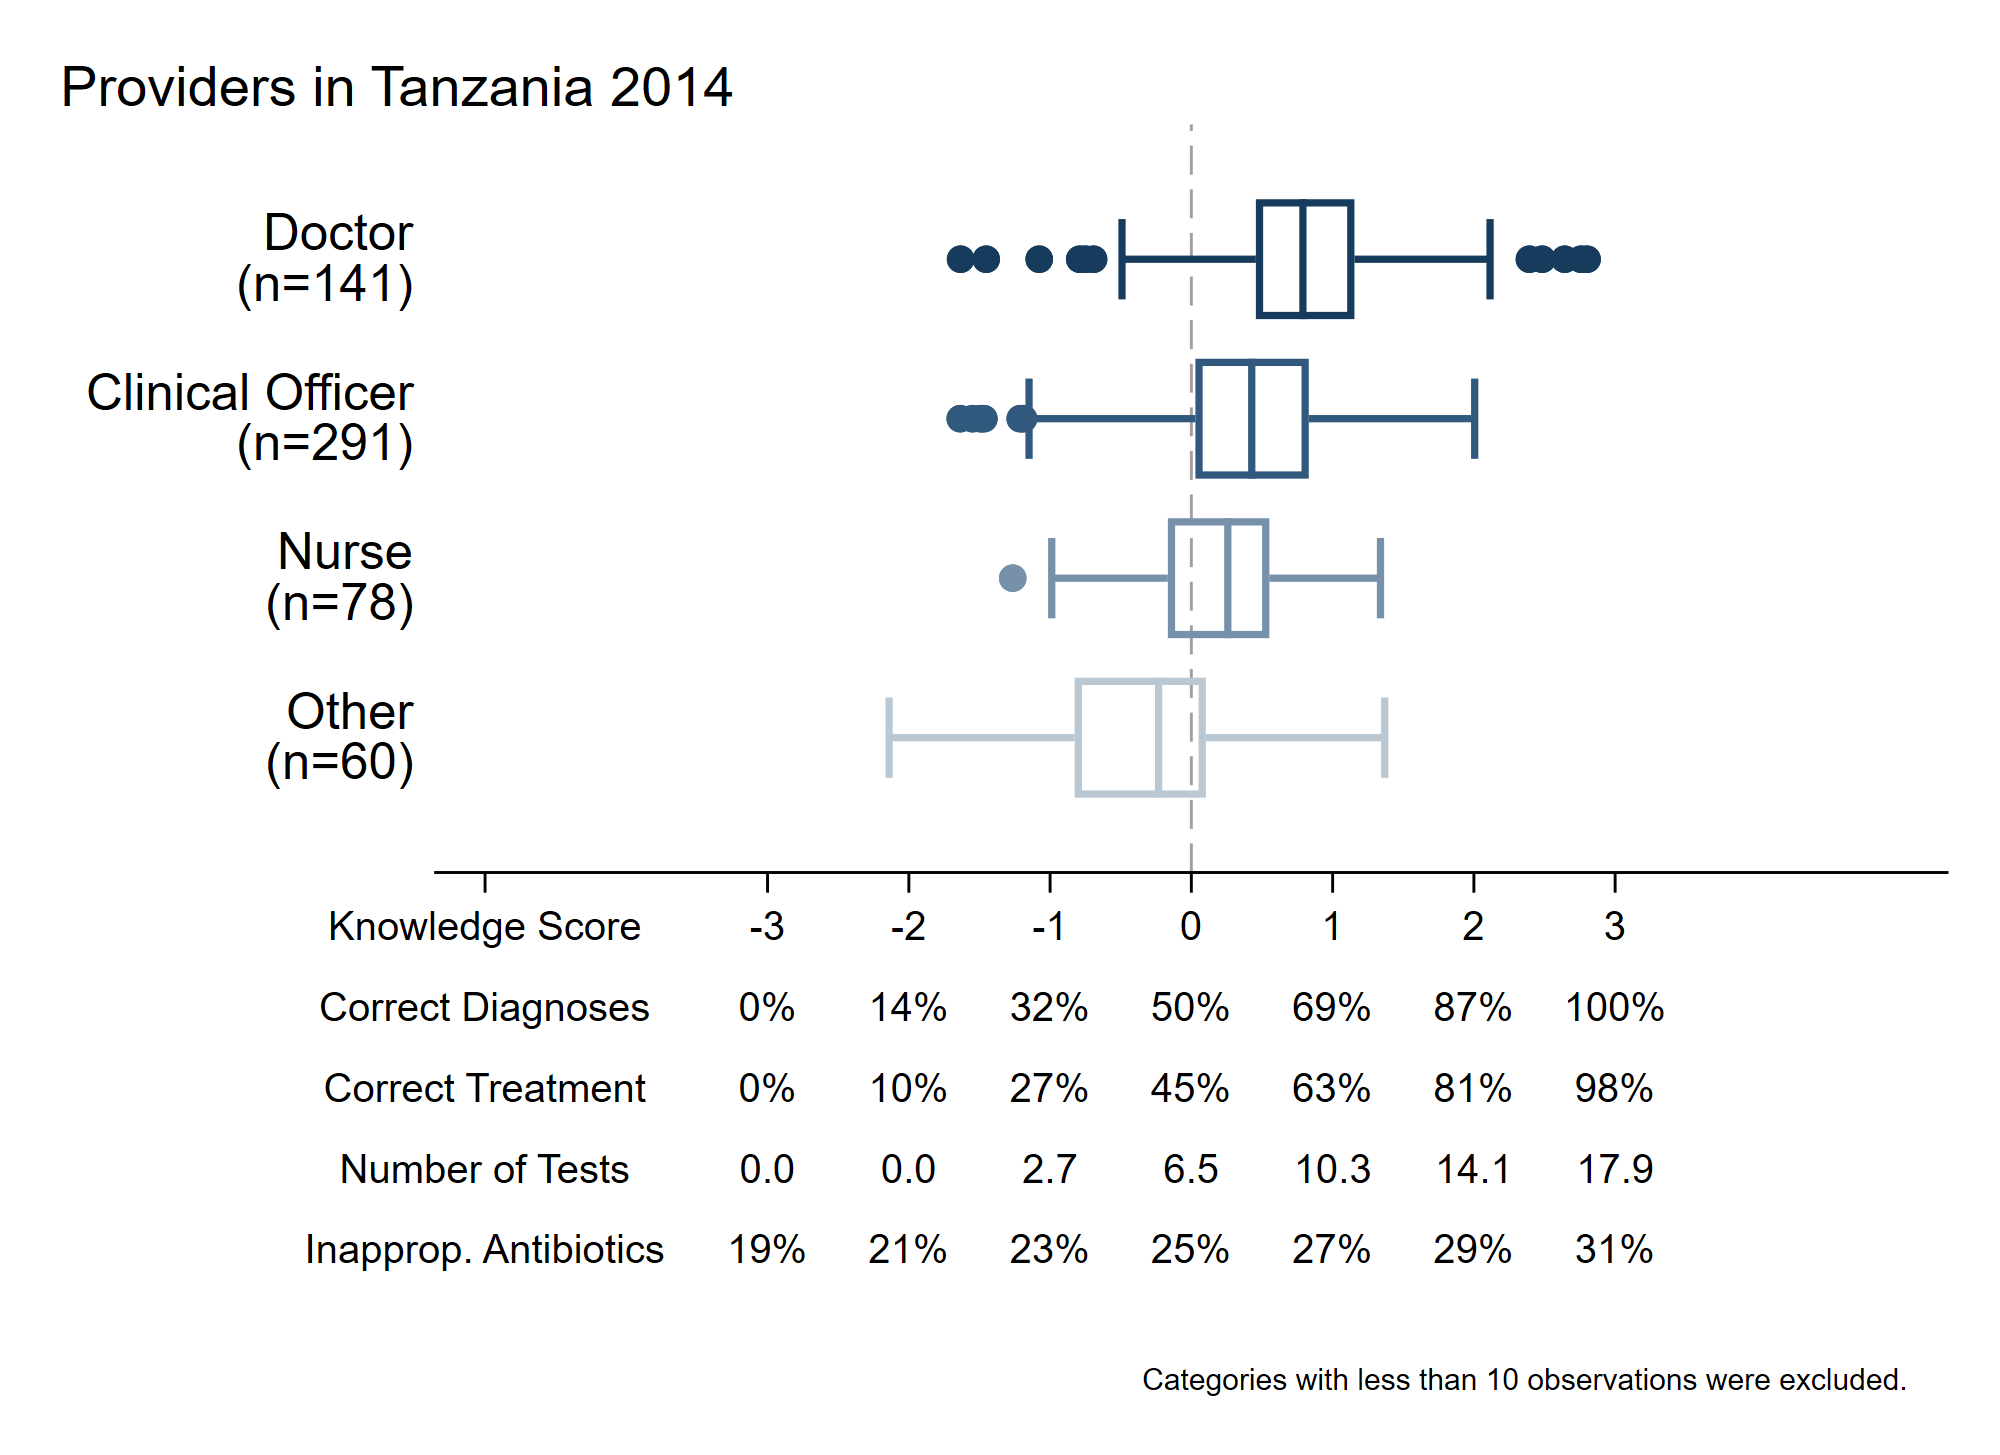 Providers in Tanzania 2014
Doctor
(n=141)
Clinical Officer
(n=291)
Nurse
(n=78)
Other
(n=60)
Knowledge Score -3 -2 -1 0 1 2 3
Correct Diagnoses 0% 14% 32% 50% 69% 87% 100%
Correct Treatment 0% 10% 27% 45% 63% 81% 98%
Number of Tests 0.0 0.0 2.7 6.5 10.3 14.1 17.9
Inapprop. Antibiotics 19% 21% 23% 25% 27% 29% 31%
Categories with less than 10 observations were excluded.